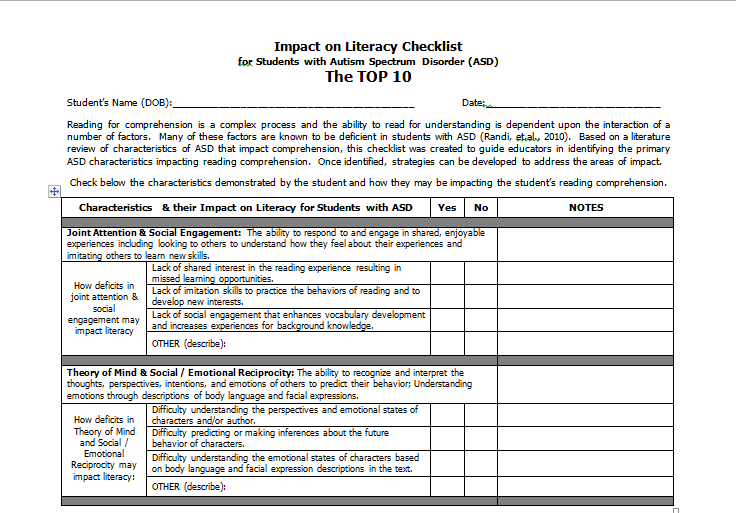 Impact on Literacy Checklist
for Students with Autism Spectrum Disorder (ASD)
The TOP 10
Student's Name (DOB):________________________________________ Date:_____________________________
Reading for comprehension is a complex process and the ability to read for understanding is dependent upon the interaction of a
number of factors. Many of these factors are known to be deficient in students with ASD (Randi, et.al., 2010). Based on a literature
review of characteristics of ASD that impact comprehension, this checklist was created to guide educators in identifying the primary
ASD characteristics impacting reading comprehension. Once identified, strategies can be developed to address the areas of impact.
Check below the characteristics demonstrated by the student and how they may be impacting the student's reading comprehension.
Characteristics & their Impact on Literacy for Students with ASD Yes No NOTES
Joint Attention & Social Engagement: The ability to respond to and engage in shared, enjoyable
experiences including looking to others to understand how they feel about their experiences and
imitating others to learn new skills.
How deficits in
joint attention &
social
engagement may
impact literacy
Lack of shared interest in the reading experience resulting in
missed learning opportunities.
Lack of imitation skills to practice the behaviors of reading and to
develop new interests.
Lack of social engagement that enhances vocabulary development
and increases experiences for background knowledge.
OTHER (describe):
Theory of Mind & Social / Emotional Reciprocity: The ability to recognize and interpret the
thoughts, perspectives, intentions, and emotions of others to predict their behavior; Understanding
emotions through descriptions of body language and facial expressions.
How deficits in
Theory of Mind
and Social /
Emotional
Reciprocity may
impact literacy:
Difficulty understanding the perspectives and emotional states of
characters and/or author.
Difficulty predicting or making inferences about the future
behavior of characters.
Difficulty understanding the emotional states of characters based
on body language and facial expression descriptions in the text.
OTHER (describe):